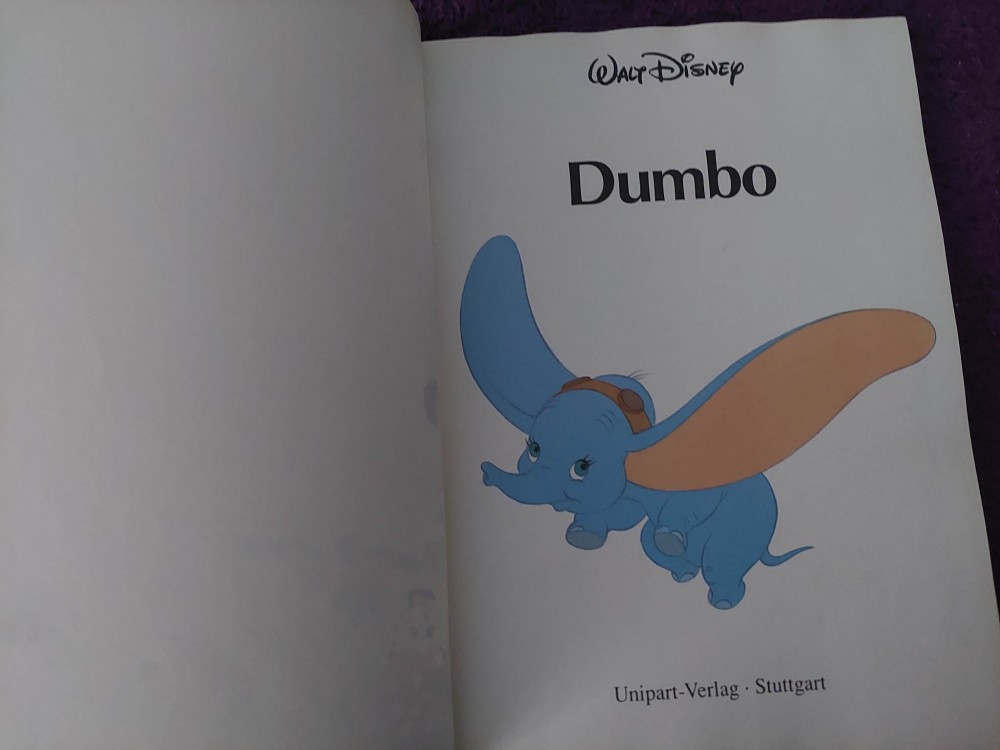 Walt Disney
Dumbo
Unipart-Verlag · Stuttgart